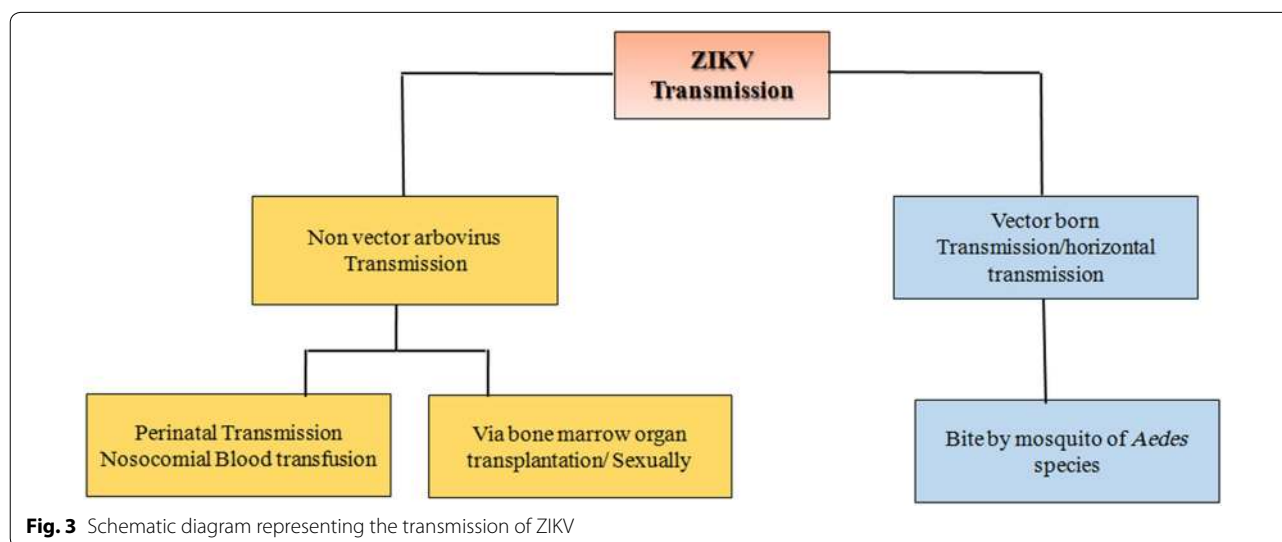 ZIKV
Transmission
Non vector arbovirus
Transmission
Vector born
Transmission/horizontal
transmission
Perinatal Transmission
Nosocomial Blood transfusion
Via bone marrow organ
transplantation/ Sexually
Bite by mosquito of Aedes
species
Fig. 3 Schematic diagram representing the transmission of ZIKV